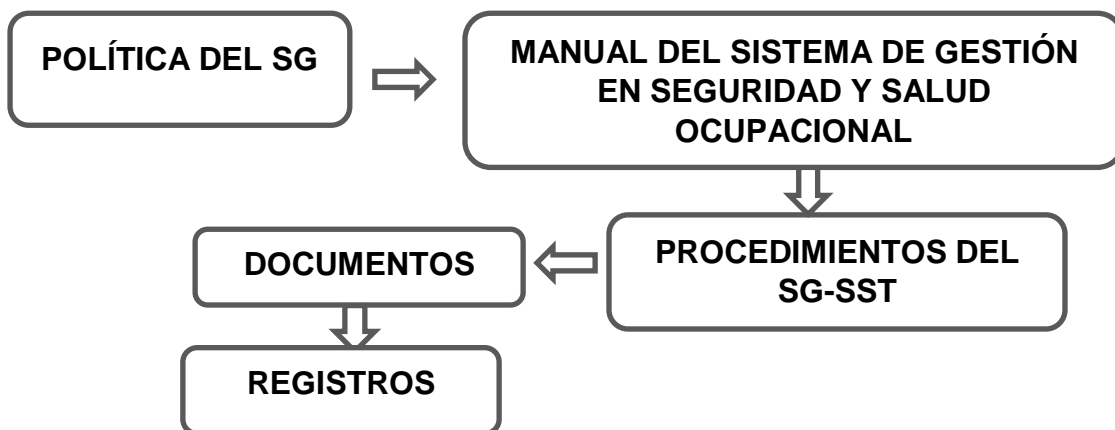 POLÍTICA DEL SG
MANUAL DEL SISTEMA DE GESTIÓN
EN SEGURIDAD Y SALUD
OCUPACIONAL
PROCEDIMIENTOS DEL
SG-SST
DOCUMENTOS
REGISTROS